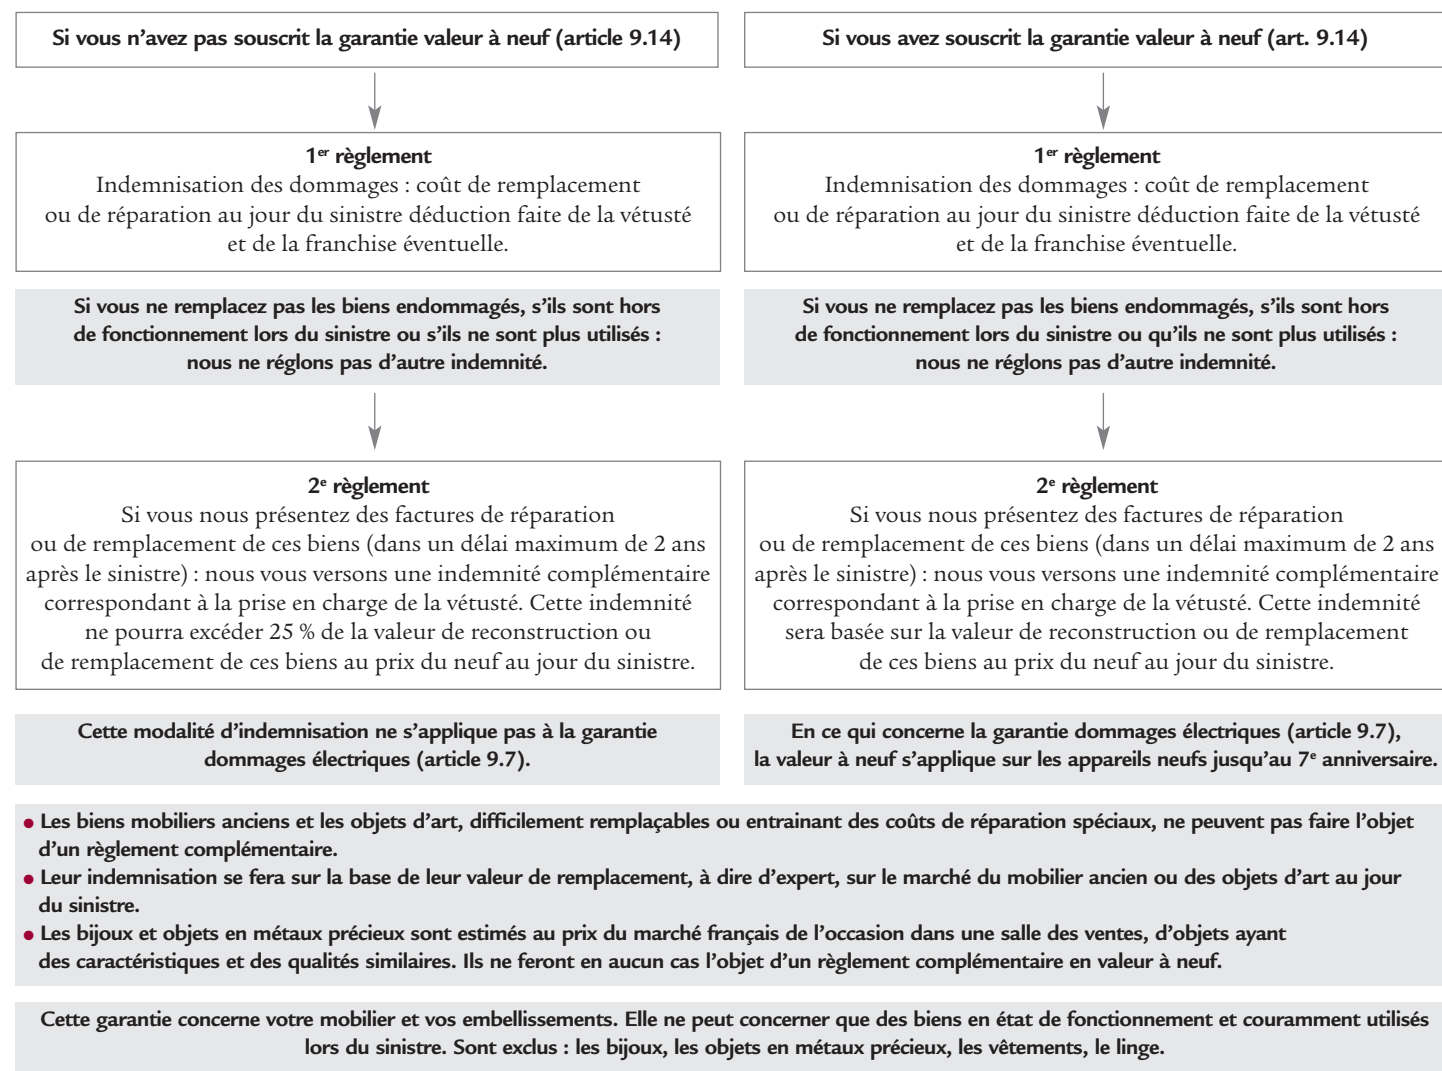 Si vous n’avez pas souscrit la garantie valeur à neuf (article 9.14)
1er règlement
Indemnisation des dommages : coût de remplacement
ou de réparation au jour du sinistre déduction faite de la vétusté
et de la franchise éventuelle.
Si vous ne remplacez pas les biens endommagés, s’ils sont hors
de fonctionnement lors du sinistre ou s’ils ne sont plus utilisés :
nous ne réglons pas d’autre indemnité.
2e règlement
Si vous nous présentez des factures de réparation
ou de remplacement de ces biens (dans un délai maximum de 2 ans
après le sinistre) : nous vous versons une indemnité complémentaire
correspondant à la prise en charge de la vétusté. Cette indemnité
ne pourra excéder 25 % de la valeur de reconstruction ou
de remplacement de ces biens au prix du neuf au jour du sinistre.
Cette modalité d’indemnisation ne s’applique pas à la garantie
dommages électriques (article 9.7).
Si vous avez souscrit la garantie valeur à neuf (art. 9.14)
1er règlement
Indemnisation des dommages : coût de remplacement
ou de réparation au jour du sinistre déduction faite de la vétusté
et de la franchise éventuelle.
Si vous ne remplacez pas les biens endommagés, s’ils sont hors
de fonctionnement lors du sinistre ou qu’ils ne sont plus utilisés :
nous ne réglons pas d’autre indemnité.
2e règlement
Si vous nous présentez des factures de réparation
ou de remplacement de ces biens (dans un délai maximum de 2 ans
après le sinistre) : nous vous versons une indemnité complémentaire
correspondant à la prise en charge de la vétusté. Cette indemnité
sera basée sur la valeur de reconstruction ou de remplacement
de ces biens au prix du neuf au jour du sinistre.
En ce qui concerne la garantie dommages électriques (article 9.7),
la valeur à neuf s’applique sur les appareils neufs jusqu’au 7e anniversaire.
● Les biens mobiliers anciens et les objets d’art, difficilement remplaçables ou entrainant des coûts de réparation spéciaux, ne peuvent pas faire l’objet
d’un règlement complémentaire.
● Leur indemnisation se fera sur la base de leur valeur de remplacement, à dire d’expert, sur le marché du mobilier ancien ou des objets d’art au jour
du sinistre.
● Les bijoux et objets en métaux précieux sont estimés au prix du marché français de l’occasion dans une salle des ventes, d’objets ayant
des caractéristiques et des qualités similaires. Ils ne feront en aucun cas l’objet d’un règlement complémentaire en valeur à neuf.
Cette garantie concerne votre mobilier et vos embellissements. Elle ne peut concerner que des biens en état de fonctionnement et couramment utilisés
lors du sinistre. Sont exclus : les bijoux, les objets en métaux précieux, les vêtements, le linge.